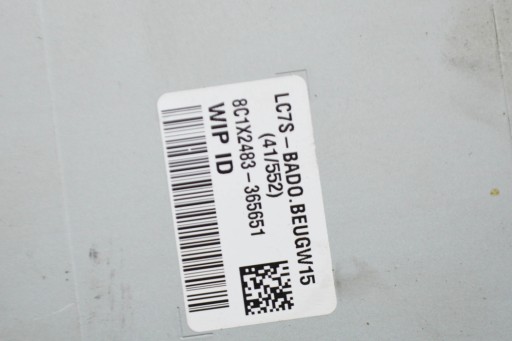 LC7S-BADO.BEUGW15
(41/552)
8C1X2483-365651
WIP ID